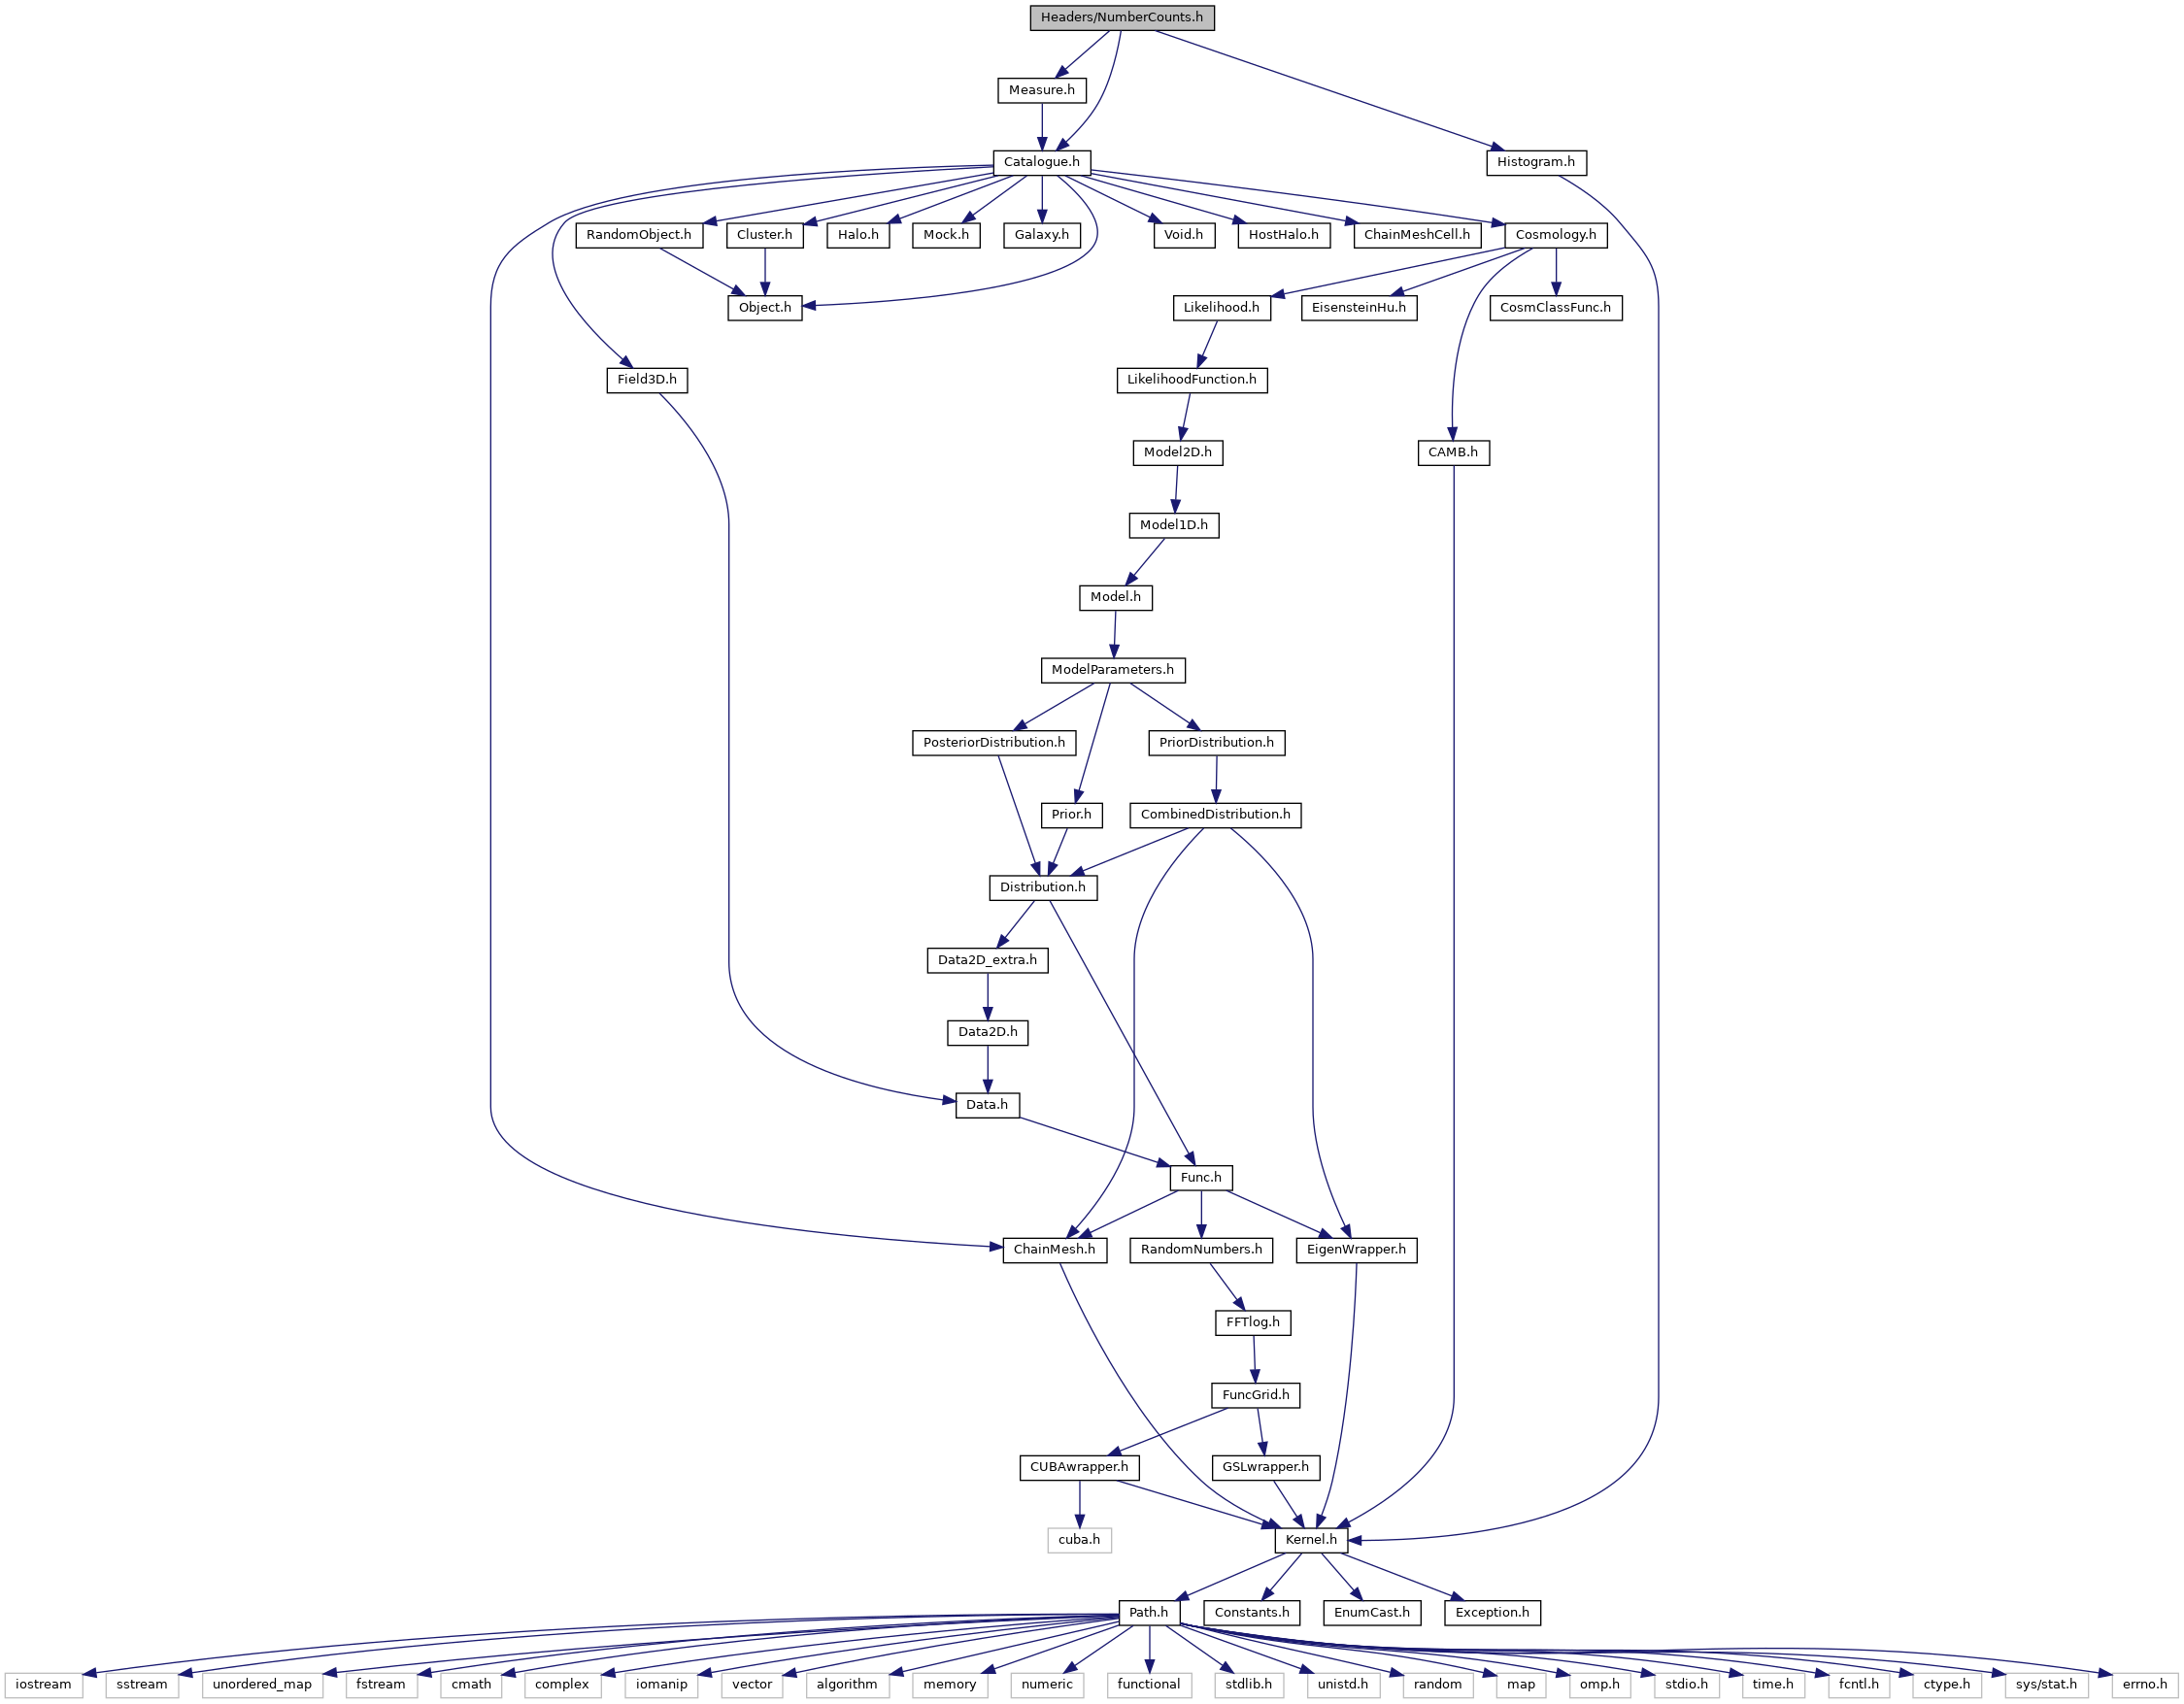 Headers/NumberCounts.h
Measure.h
Catalogue.h
Histogram.h
RandomObject.h
Cluster.h
Halo.h
Mock.h
Galaxy.h
Void.h
HostHalo.h
ChainMeshCell.h
Cosmology.h
Object.h
Likelihood.h
EisensteinHu.h
CosmClassFunc.h
Field3D.h
LikelihoodFunction.h
Model2D.h
CAMB.h
Model1D.h
Model.h
ModelParameters.h
PosteriorDistribution.h
PriorDistribution.h
Prior.h
CombinedDistribution.h
Distribution.h
Data2D_extra.h
Data2D.h
Data.h
Func.h
ChainMesh.h
RandomNumbers.h
EigenWrapper.h
FFTlog.h
FuncGrid.h
CUBAwrapper.h
GSLwrapper.h
cuba.h
Kernel.h
Path.h
Constants.h
EnumCast.h
Exception.h
iostream
sstream
unordered_map
fstream
cmath
complex
iomanip
vector
algorithm
memory
numeric
functional
stdlib.h
unistd.h
random
map
omp.h
stdio.h
time.h
fcntl.h
ctype.h
sys/stat.h
errno.h